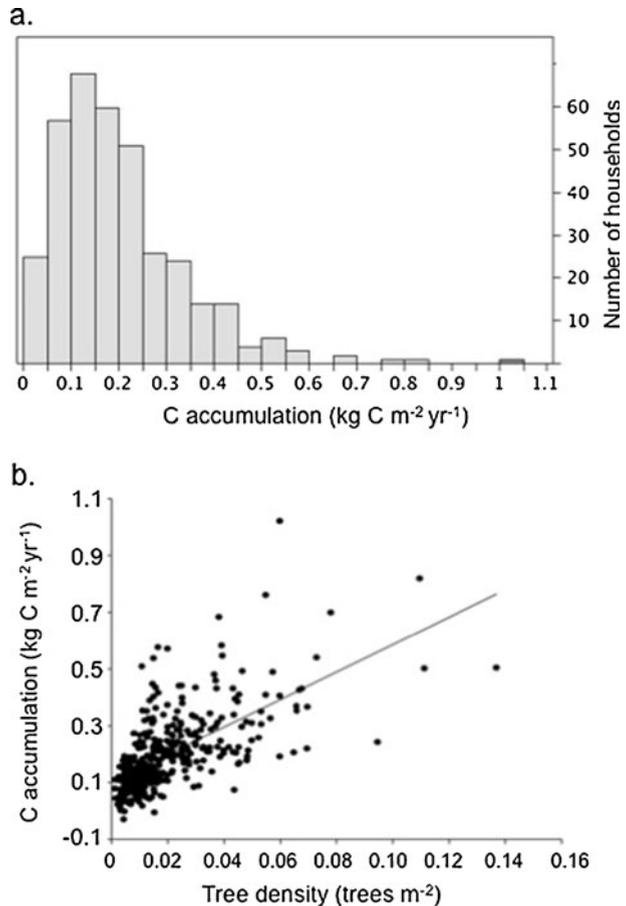 a.
60
50
40
30
20
10
Number of households
0 0.1 0.2 0.3 0.4 0.5 0.6 0.7 0.8 0.9 1 1.1
C accumulation (kg C m⁻² yr⁻¹)
b.
1.1
0.9
0.7
0.5
0.3
0.1
-0.1
C accumulation (kg C m⁻² yr⁻¹)
0 0.02 0.04 0.06 0.08 0.10 0.12 0.14 0.16
Tree density (trees m⁻²)